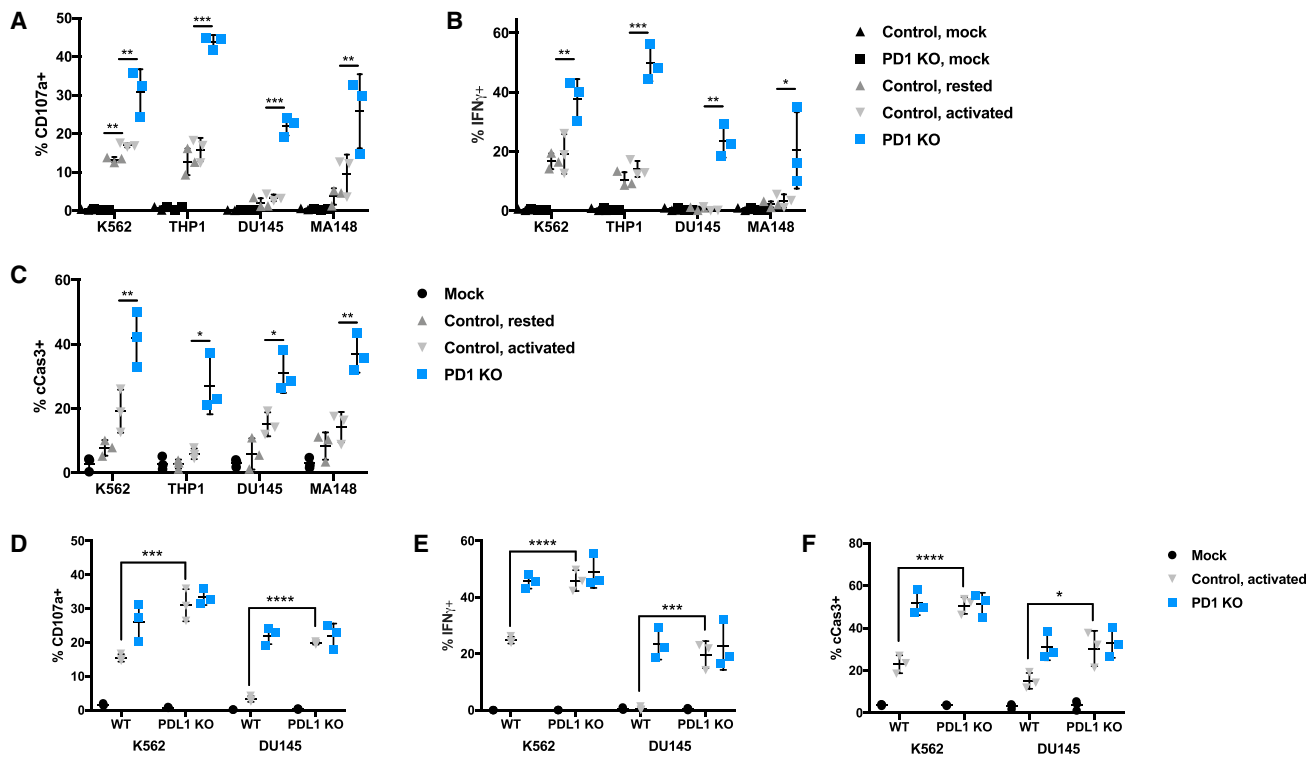 A
% CD107a+
50
40
30
20
10
0
** ** *** *** **
K562 THP1 DU145 MA148
B
% IFNγ+
60
40
20
0
** *** ** *
K562 THP1 DU145 MA148
Control, mock
PD1 KO, mock
Control, rested
Control, activated
PD1 KO
C
% cCas3+
60
40
20
0
** * * **
K562 THP1 DU145 MA148
Mock
Control, rested
Control, activated
PD1 KO
D
% CD107a+
50
40
30
20
10
0
*** ****
WT PDL1 KO WT PDL1 KO
K562 DU145
E
% IFNγ+
60
40
20
0
**** ***
WT PDL1 KO WT PDL1 KO
K562 DU145
F
% cCas3+
80
60
40
20
0
**** *
WT PDL1 KO WT PDL1 KO
K562 DU145
Mock
Control, activated
PD1 KO